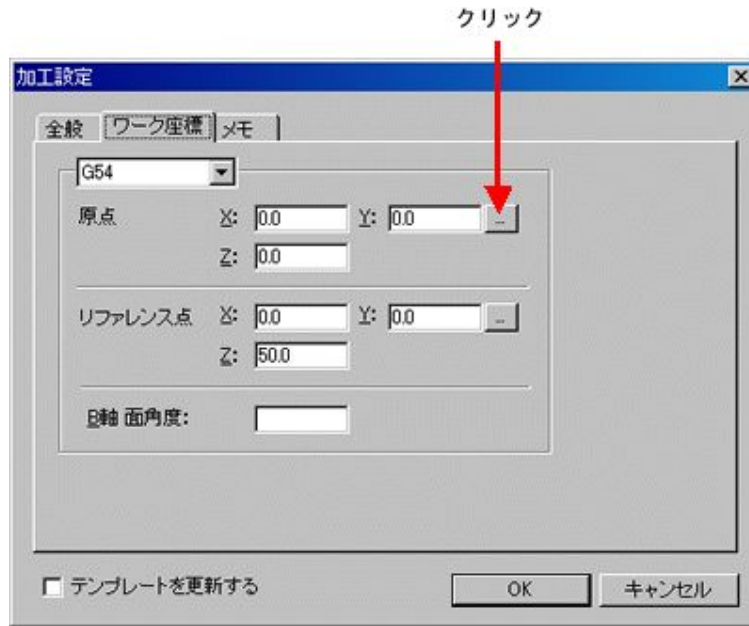 クリック
加工設定
全般 ワーク座標 メモ
G54
原点 X: 0.0 Y: 0.0 ...
Z: 0.0
リファレンス点 X: 0.0 Y: 0.0 ...
Z: 50.0
B軸 面角度:
テンプレートを更新する OK キャンセル